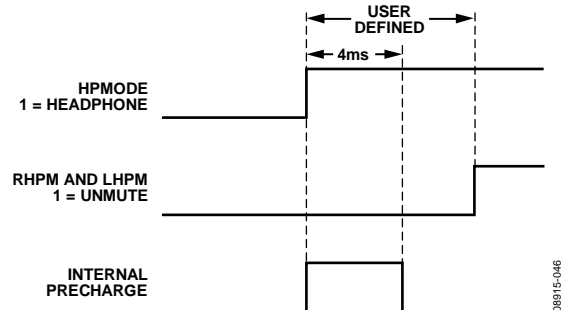 USER
DEFINED
4ms
HPMODE
1 = HEADPHONE
RHPM AND LHPM
1 = UNMUTE
INTERNAL
PRECHARGE
08915-046